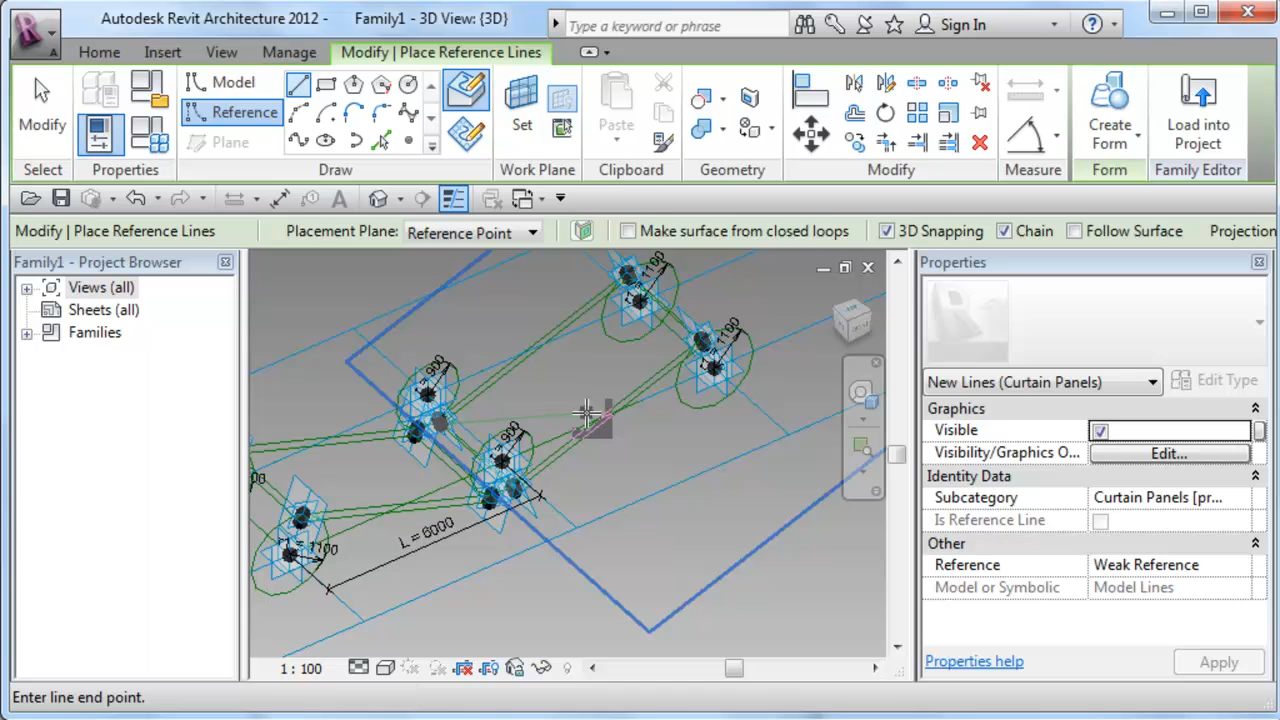 Autodesk Revit Architecture 2012 - Family1 - 3D View: {3D}
Type a keyword or phrase
Sign In
Home Insert View Manage Modify | Place Reference Lines
Modify
Model
Reference
Plane
Set
Paste
Create Form
Load into Project
Select Properties Draw Work Plane Clipboard Geometry Modify Measure Form Family Editor
Modify | Place Reference Lines Placement Plane: Reference Point Make surface from closed loops 3D Snapping Chain Follow Surface Projection
Family1 - Project Browser
Views (all)
Sheets (all)
Families
1100
1100
900
900
00
L = 6000
1100
Properties
New Lines (Curtain Panels) Edit Type
Graphics
Visible
Visibility/Graphics O... Edit...
Identity Data
Subcategory Curtain Panels [pr...
Is Reference Line
Other
Reference Weak Reference
Model or Symbolic Model Lines
Properties help Apply
1 : 100
Enter line end point.